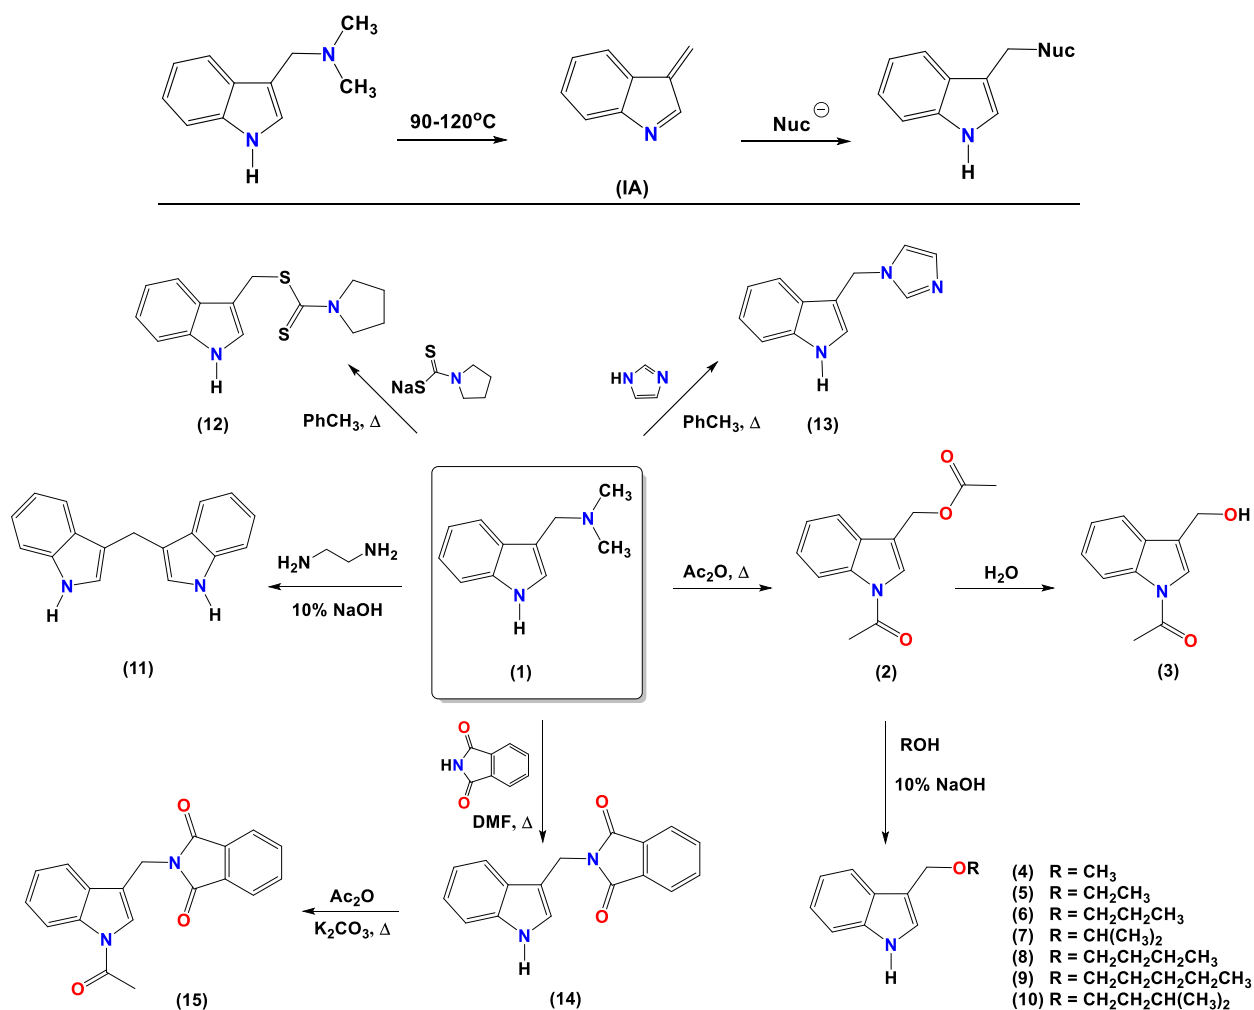 CH3
N
CH3
N
H
90-120°C
N
(IA)
Nuc ⊖
Nuc
N
H
S
S
N
N
H
(12)
S
NaS
N
PhCH3, Δ
HN
N
PhCH3, Δ
N
N
N
H
(13)
N
H
N
H
(11)
H2N
NH2
10% NaOH
CH3
N
CH3
N
H
(1)
Ac2O, Δ
O
O
N
O
(2)
H2O
OH
N
O
(3)
O
HN
O
DMF, Δ
ROH
10% NaOH
O
N
O
N
O
(15)
Ac2O
K2CO3, Δ
O
N
O
N
H
(14)
OR
N
H
(4) R = CH3
(5) R = CH2CH3
(6) R = CH2CH2CH3
(7) R = CH(CH3)2
(8) R = CH2CH2CH2CH3
(9) R = CH2CH2CH2CH2CH3
(10) R = CH2CH2CH(CH3)2